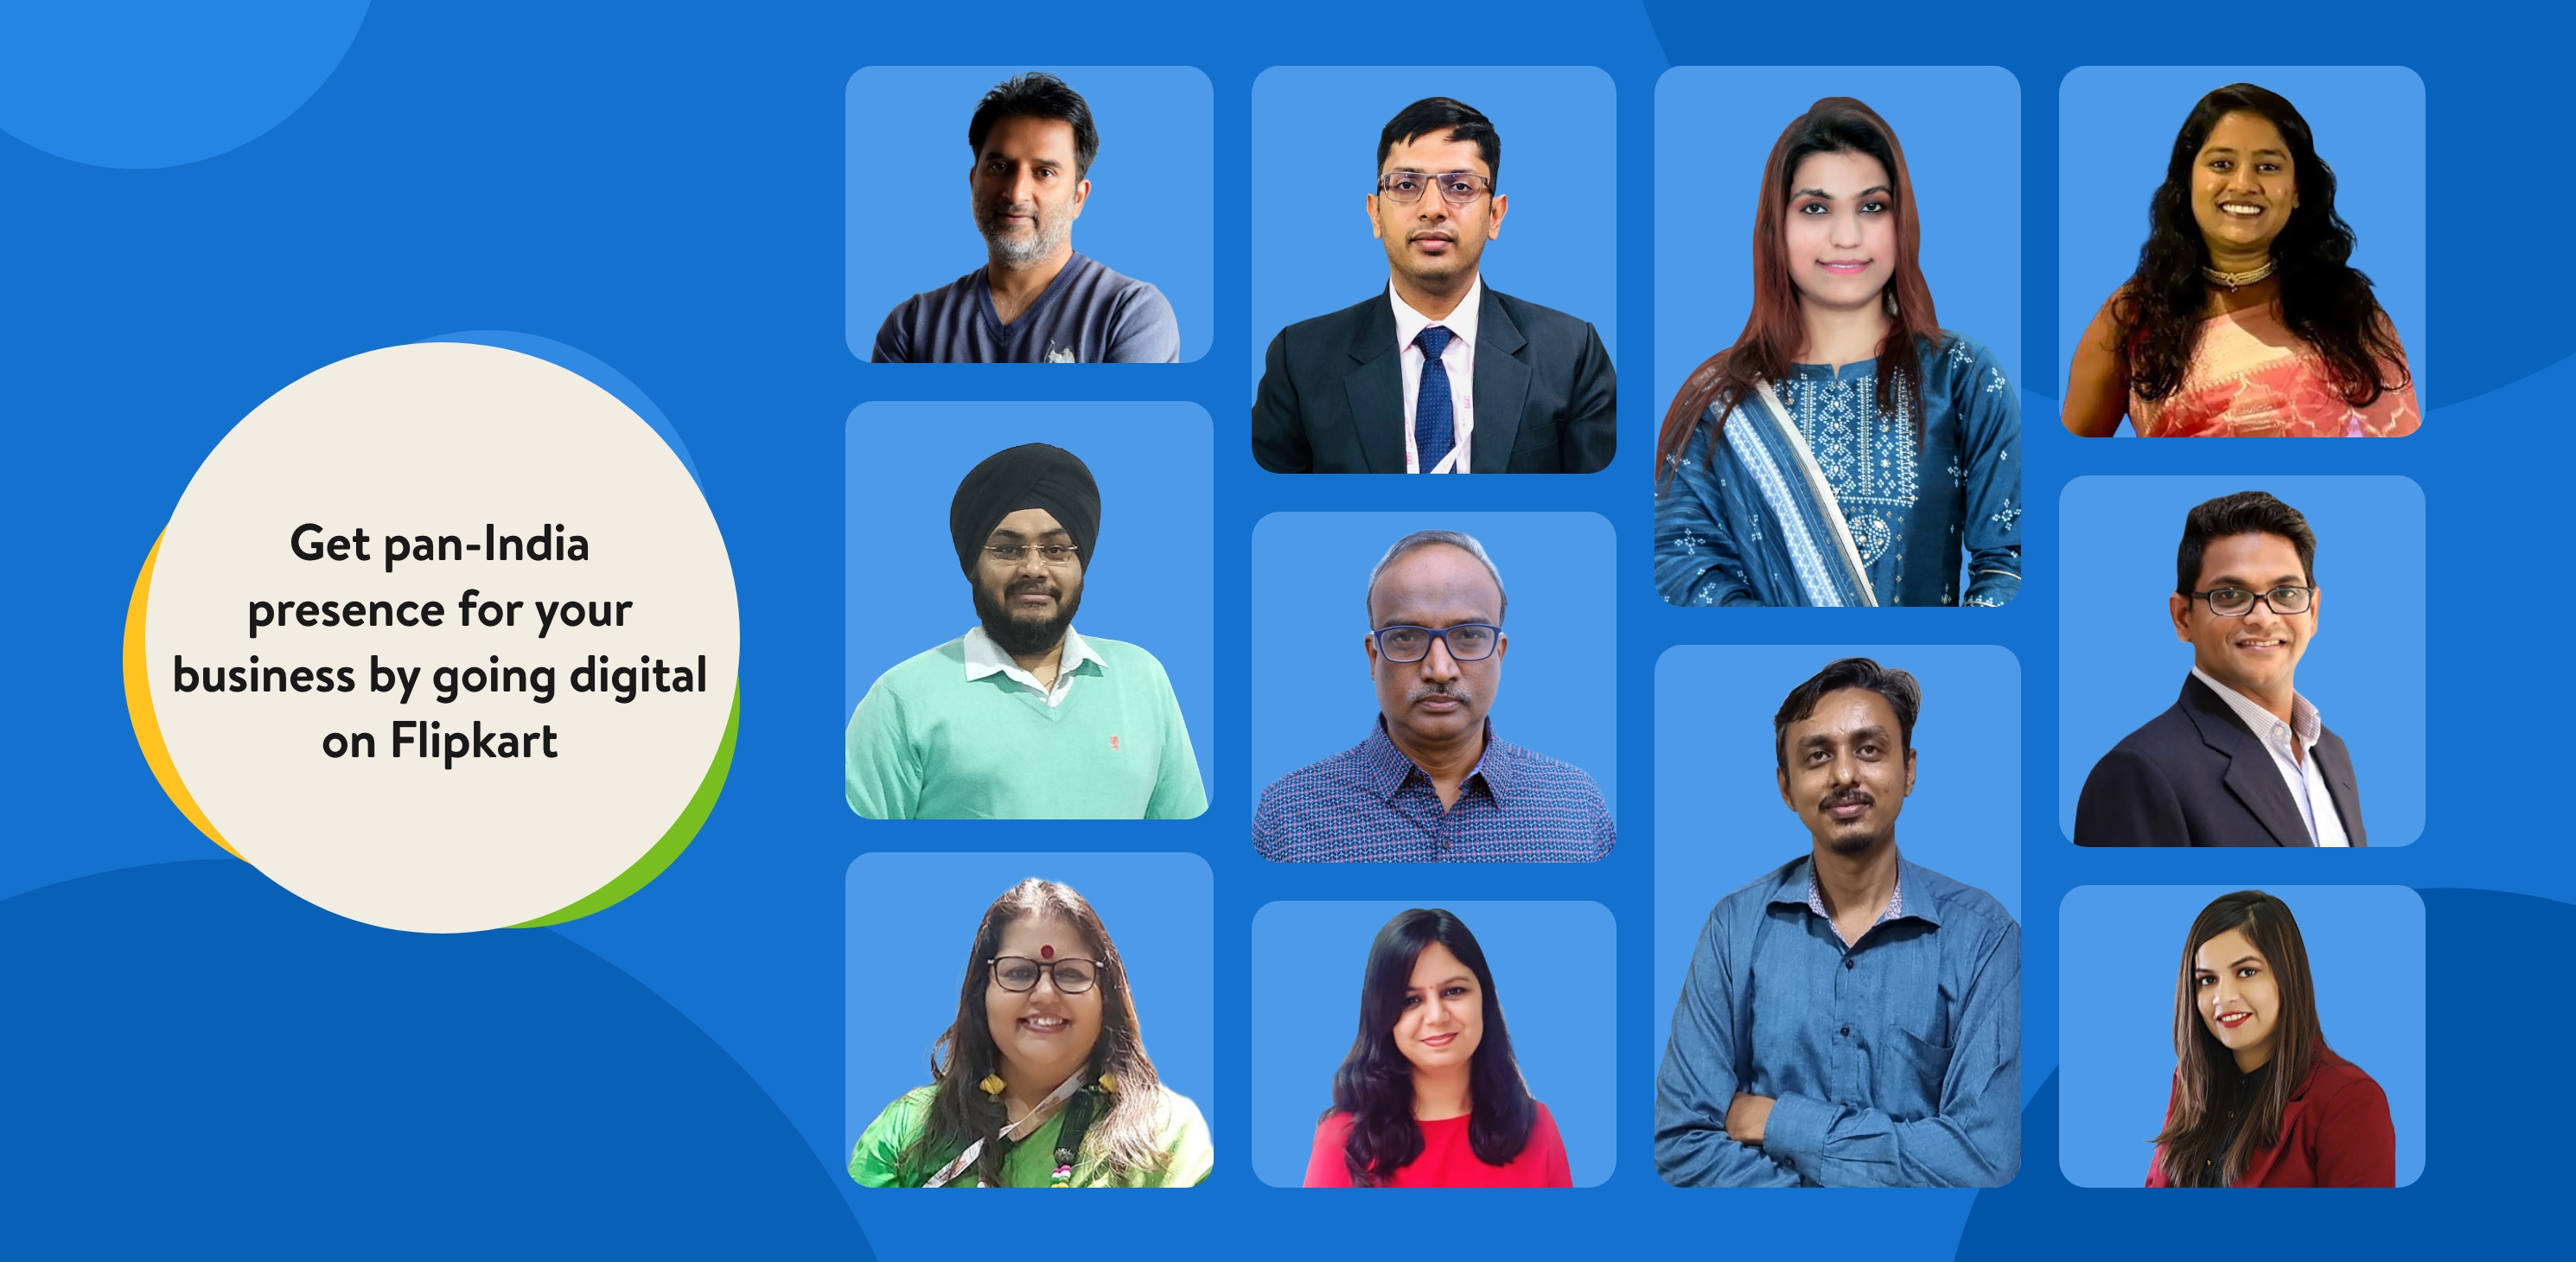 Get pan-India
presence for your
business by going digital
on Flipkart